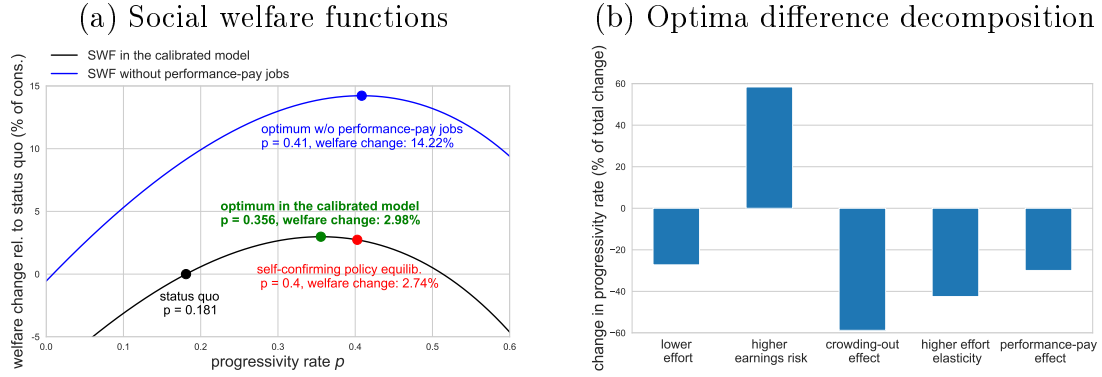 (a) Social welfare functions
SWF in the calibrated model
SWF without performance-pay jobs
welfare change rel. to status quo (% of cons.)
15
10
5
0
-5
optimum w/o performance-pay jobs
p = 0.41, welfare change: 14.22%
optimum in the calibrated model
p = 0.356, welfare change: 2.98%
self-confirming policy equilib.
p = 0.4, welfare change: 2.74%
status quo
p = 0.181
0.0 0.1 0.2 0.3 0.4 0.5 0.6
progressivity rate p
(b) Optima difference decomposition
change in progressivity rate (% of total change)
60
40
20
0
−20
−40
−60
lower
effort
higher
earnings risk
crowding-out
effect
higher effort
elasticity
performance-pay
effect